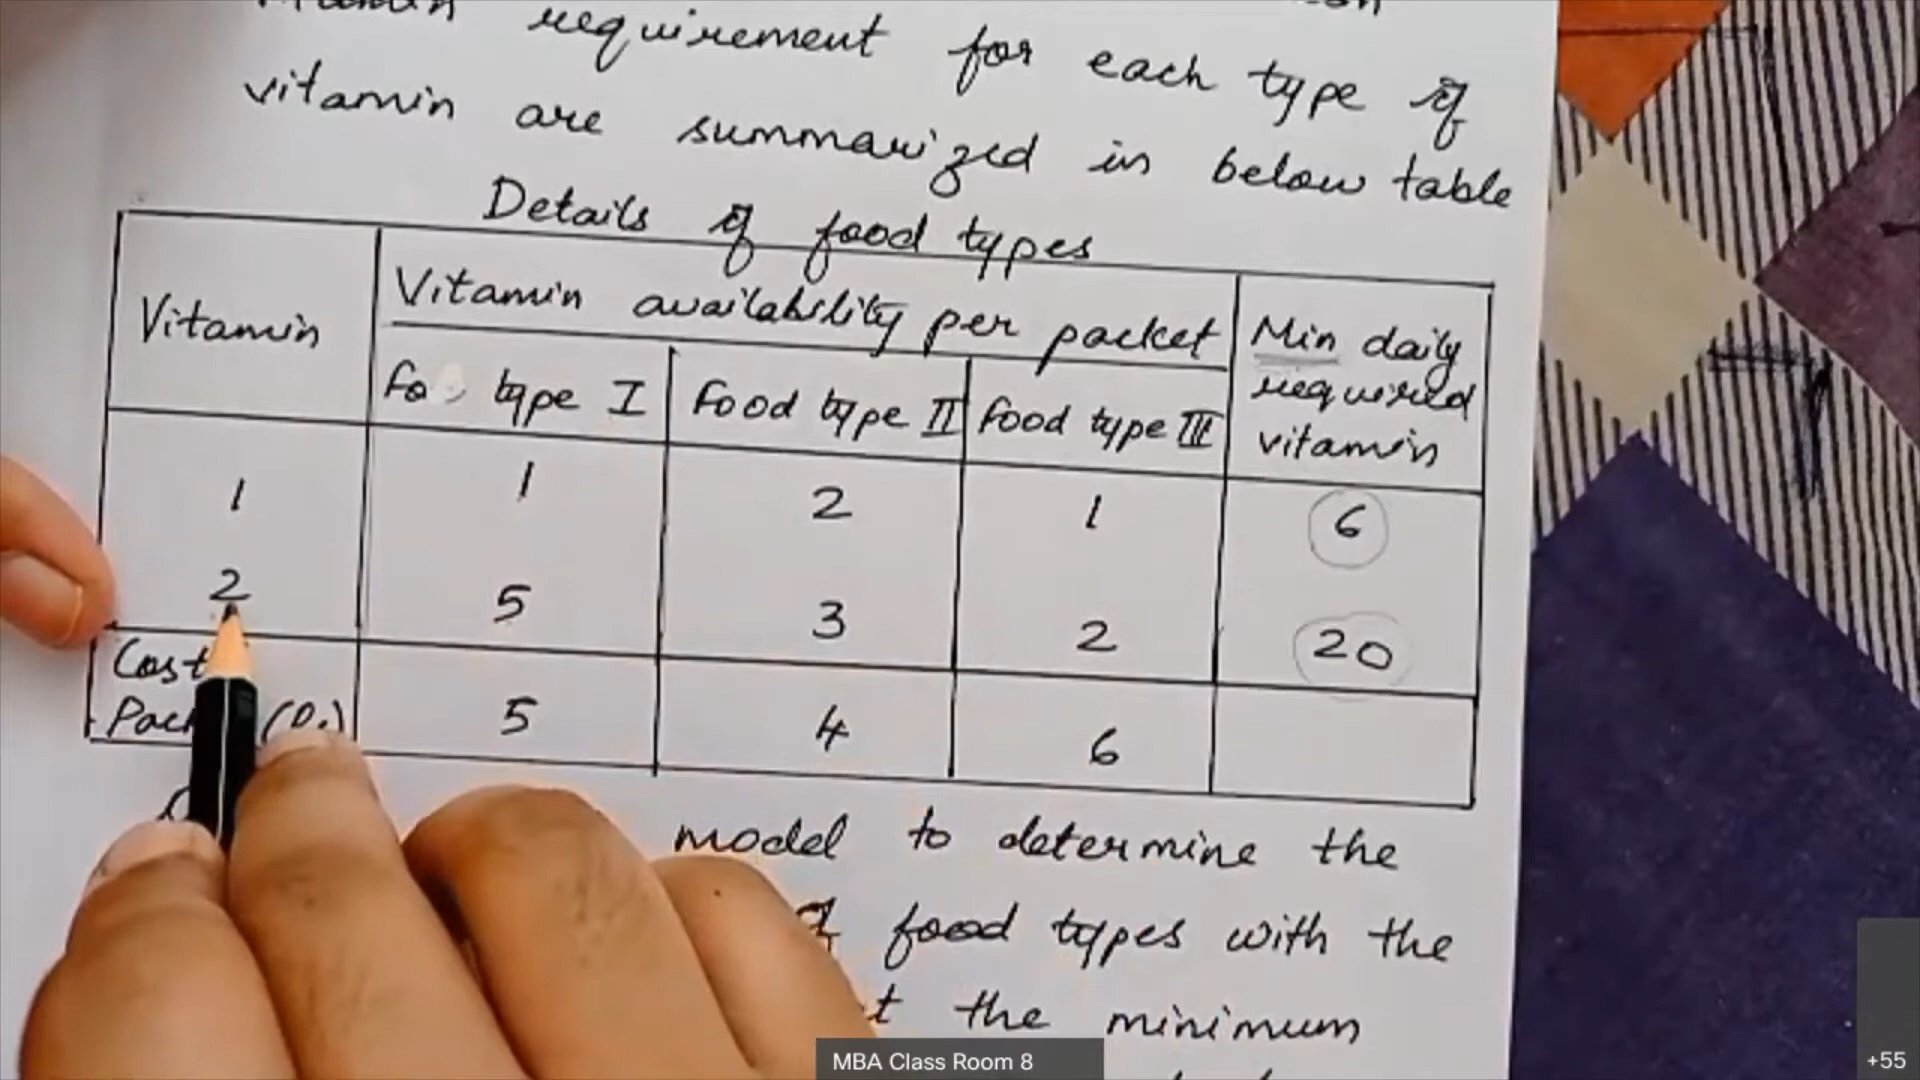 requirement for each type of
vitamin are summarized in below table
Details of food types
Vitamin
Vitamin availability per packet
Min daily
required
vitamin
type I
Food type II
Food type III
1 1 2 1 6
2 5 3 2 20
Cost
5 4 6
model to determine the
of food types with the
the minimum
MBA Class Room 8
+55